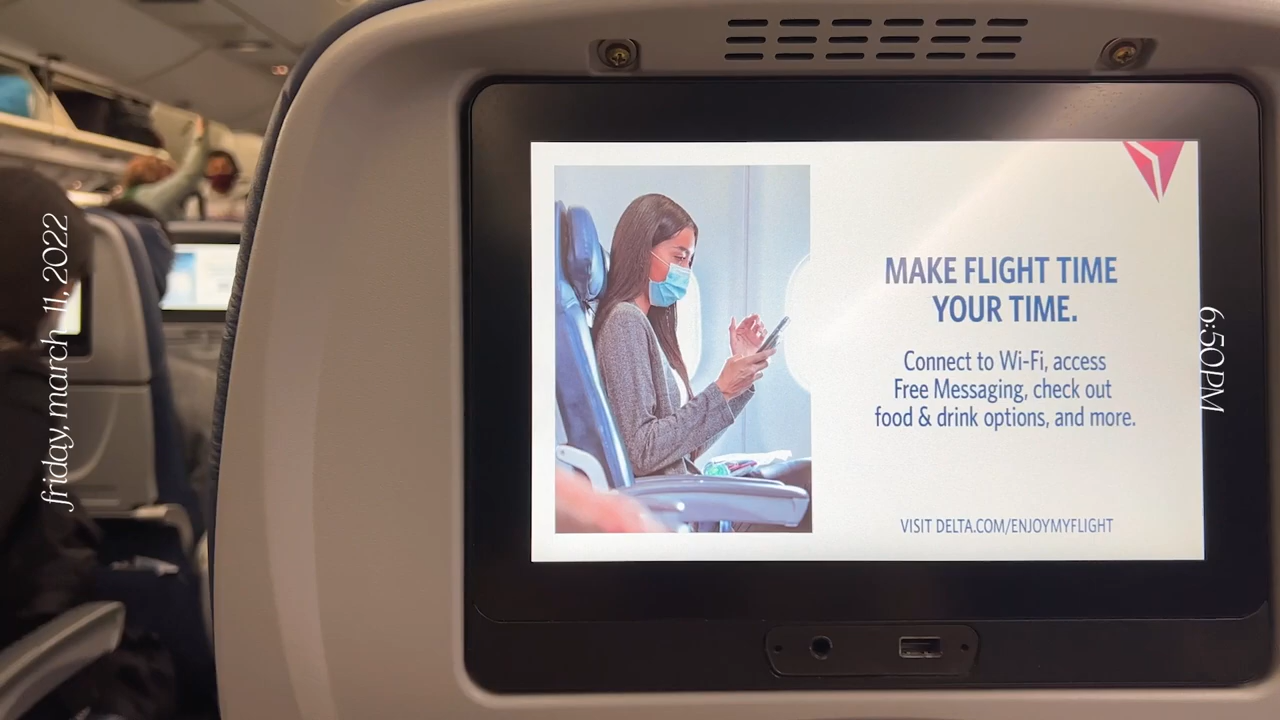 friday, march 11, 2022
MAKE FLIGHT TIME
YOUR TIME.
Connect to Wi-Fi, access
Free Messaging, check out
food & drink options, and more.
VISIT DELTA.COM/ENJOYMYFLIGHT
6:50PM